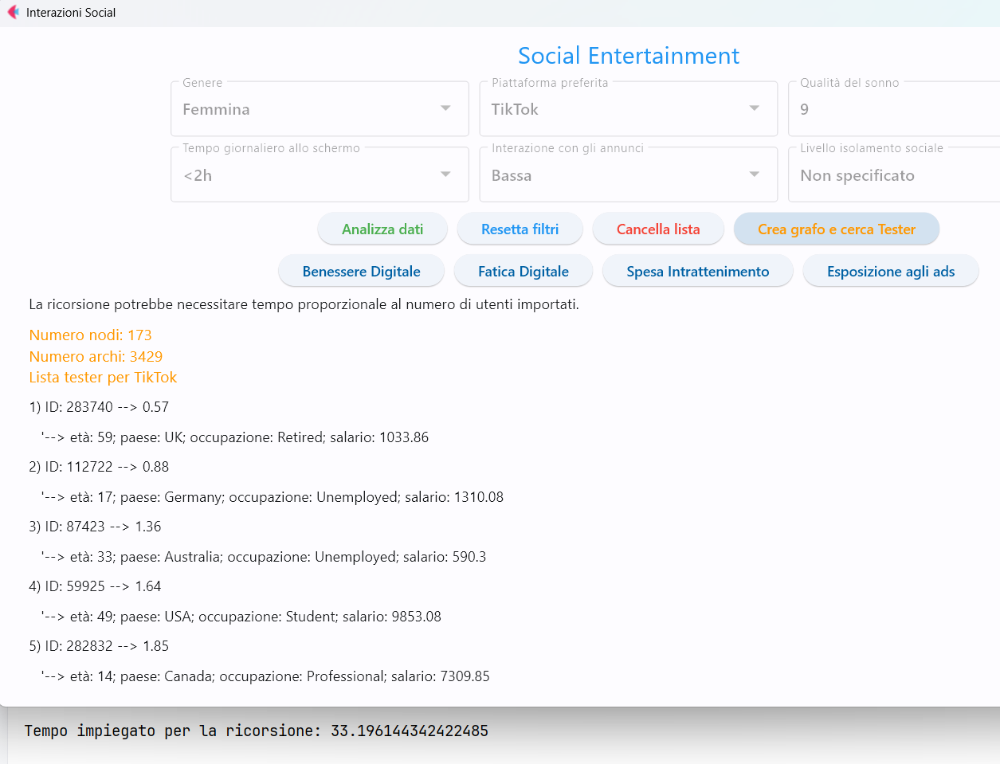 Interazioni Social
Social Entertainment
Genere Piattaforma preferita Qualità del sonno
Femmina TikTok 9
Tempo giornaliero allo schermo Interazione con gli annunci Livello isolamento sociale
<2h Bassa Non specificato
Analizza dati Resetta filtri Cancella lista Crea grafo e cerca Tester
Benessere Digitale Fatica Digitale Spesa Intrattenimento Esposizione agli ads
La ricorsione potrebbe necessitare tempo proporzionale al numero di utenti importati.
Numero nodi: 173
Numero archi: 3429
Lista tester per TikTok
1) ID: 283740 --> 0.57
'--> età: 59; paese: UK; occupazione: Retired; salario: 1033.86
2) ID: 112722 --> 0.88
'--> età: 17; paese: Germany; occupazione: Unemployed; salario: 1310.08
3) ID: 87423 --> 1.36
'--> età: 33; paese: Australia; occupazione: Unemployed; salario: 590.3
4) ID: 59925 --> 1.64
'--> età: 49; paese: USA; occupazione: Student; salario: 9853.08
5) ID: 282832 --> 1.85
'--> età: 14; paese: Canada; occupazione: Professional; salario: 7309.85
Tempo impiegato per la ricorsione: 33.196144342422485